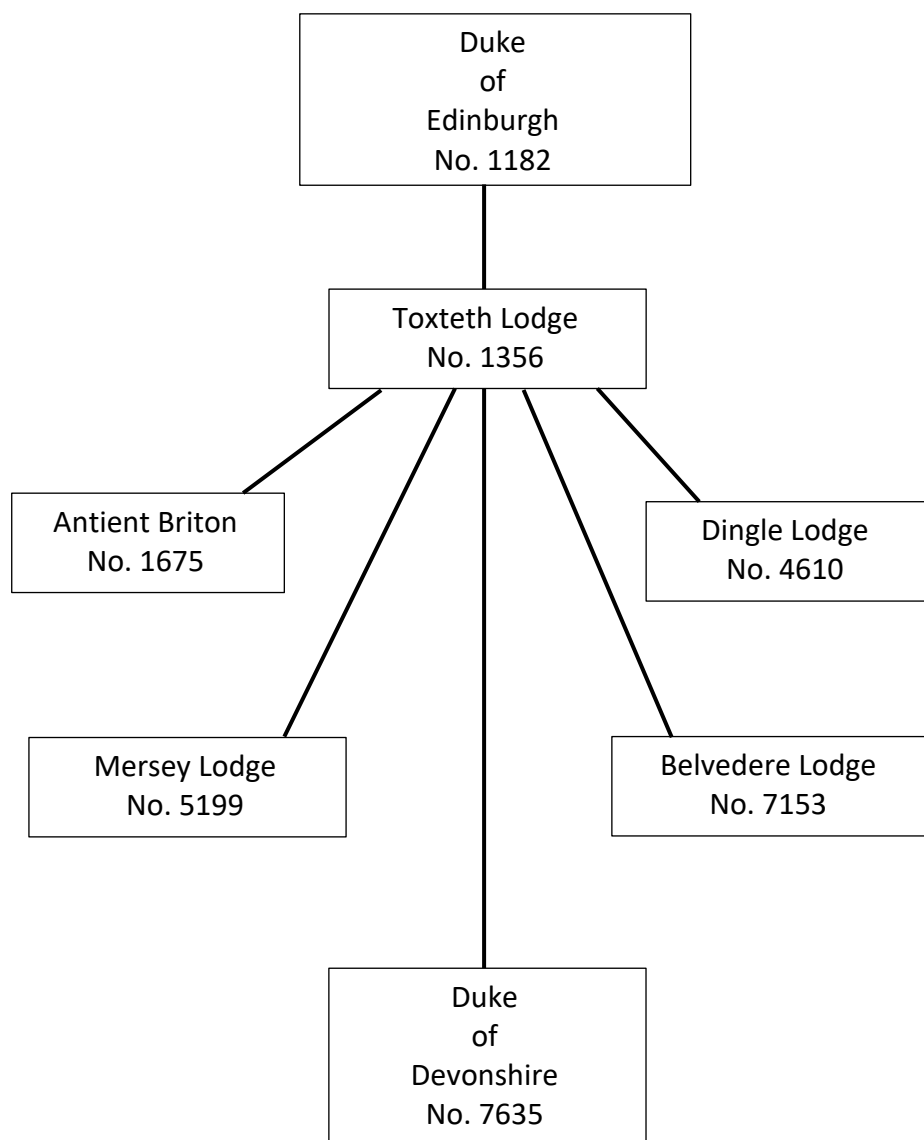 Duke
of
Edinburgh
No. 1182
Toxteth Lodge
No. 1356
Antient Briton
No. 1675
Dingle Lodge
No. 4610
Mersey Lodge
No. 5199
Belvedere Lodge
No. 7153
Duke
of
Devonshire
No. 7635